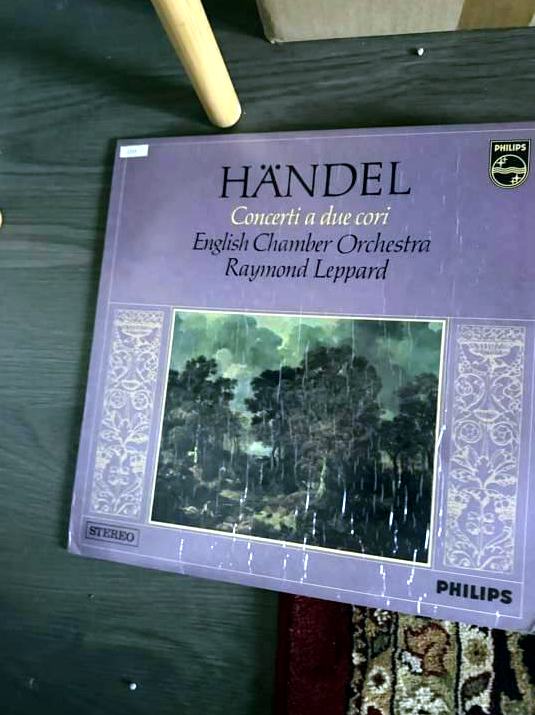 PHILIPS
HÄNDEL
Concerti a due cori
English Chamber Orchestra
Raymond Leppard
STEREO
PHILIPS